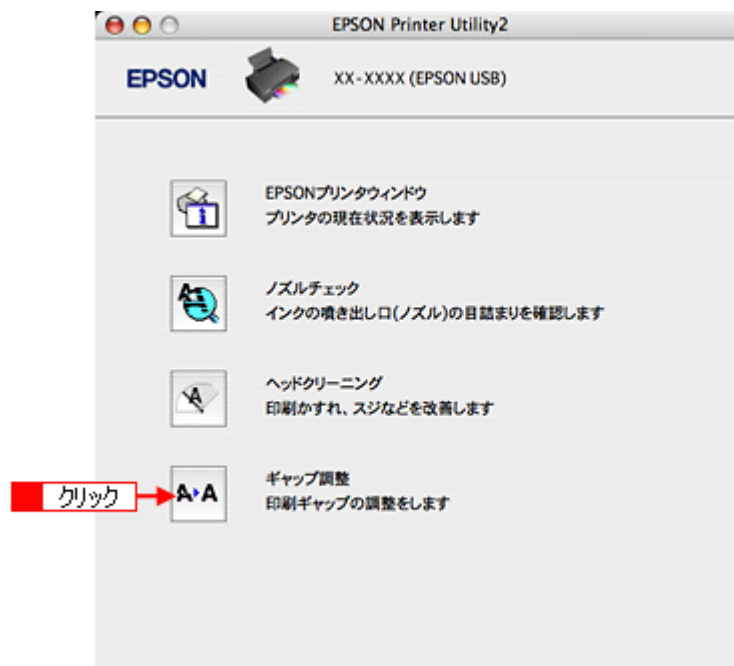 EPSON Printer Utility2
EPSON
XX-XXXX (EPSON USB)
EPSONプリンタウィンドウ
プリンタの現在状況を表示します
ノズルチェック
インクの噴き出し口(ノズル)の目詰まりを確認します
ヘッドクリーニング
印刷かすれ、スジなどを改善します
クリック
A▸A
ギャップ調整
印刷ギャップの調整をします